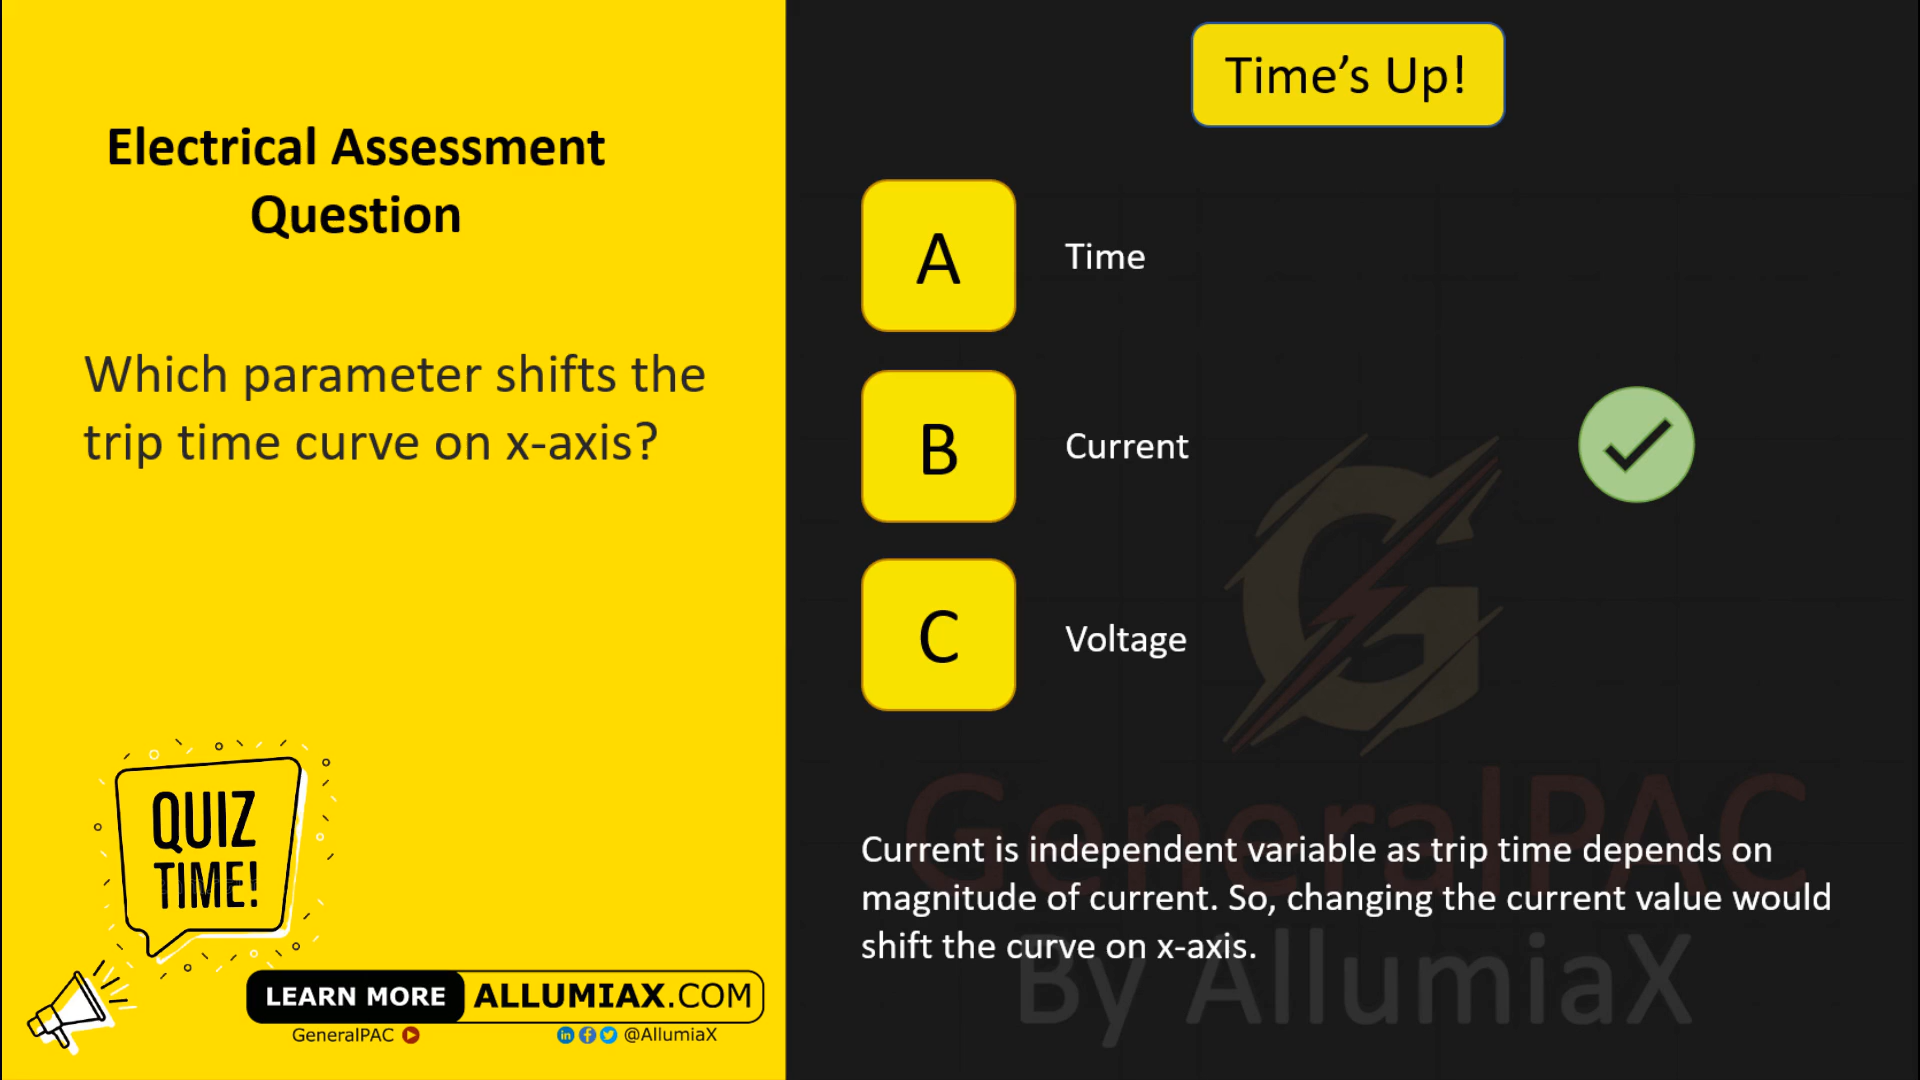 Electrical Assessment
Question
Which parameter shifts the
trip time curve on x-axis?
QUIZ
TIME!
LEARN MORE ALLUMIAX.COM
GeneralPAC @AllumiaX
Time’s Up!
A Time
B Current
C Voltage
G
GeneralPAC
By AllumiaX
Current is independent variable as trip time depends on
magnitude of current. So, changing the current value would
shift the curve on x-axis.